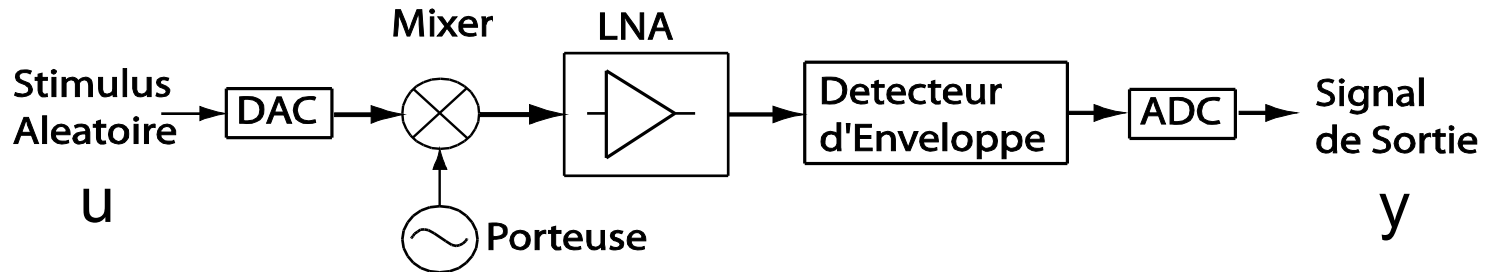 Mixer
LNA
Stimulus
Aleatoire
DAC
Detecteur
d'Enveloppe
ADC
Signal
de Sortie
u
y
Porteuse